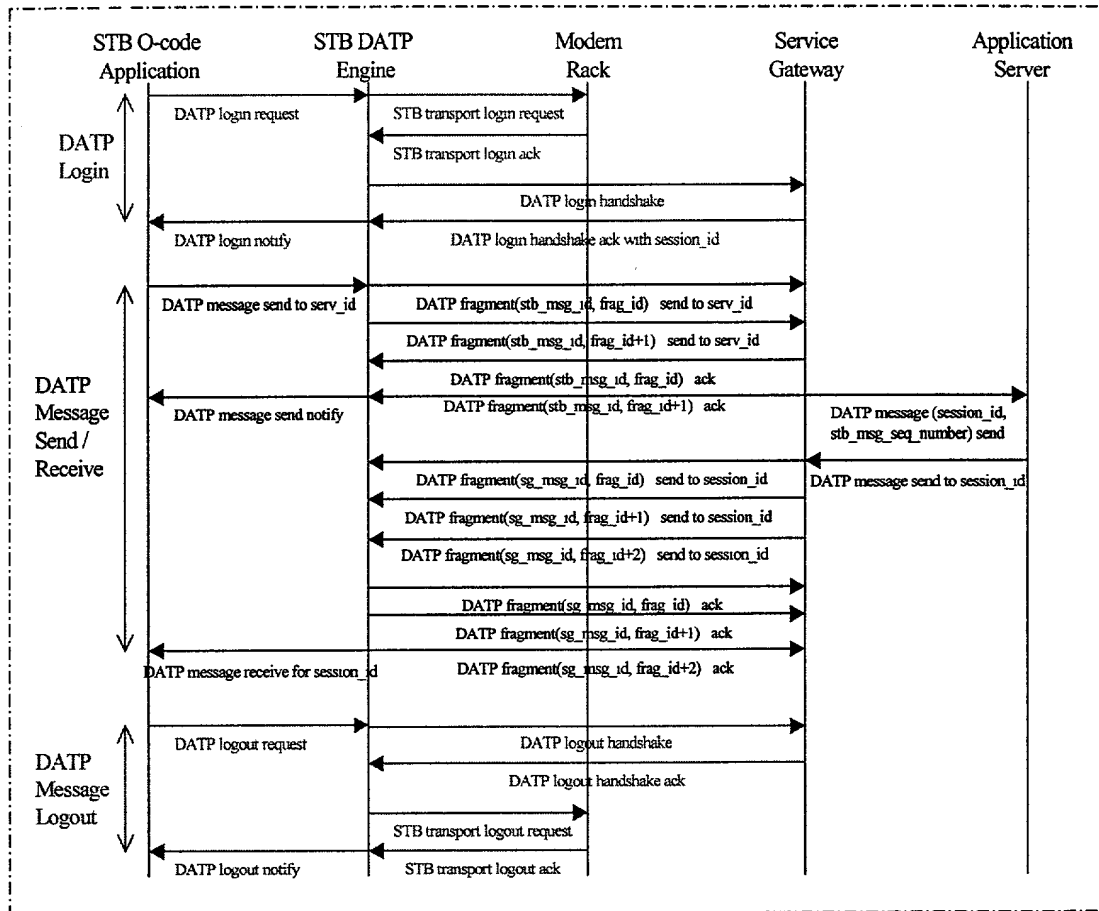 STB O-code
Application
STB DATP
Engine
Modem
Rack
Service
Gateway
Application
Server
DATP
Login
DATP login request
STB transport login request
STB transport login ack
DATP login handshake
DATP login notify
DATP login handshake ack with session_id
DATP
Message
Send /
Receive
DATP message send to serv_id
DATP fragment(stb_msg_id, frag_id) send to serv_id
DATP fragment(stb_msg_id, frag_id+1) send to serv_id
DATP fragment(stb_msg_id, frag_id) ack
DATP message send notify
DATP fragment(stb_msg_id, frag_id+1) ack
DATP message (session_id,
stb_msg_seq_number) send
DATP fragment(sg_msg_id, frag_id) send to session_id
DATP message send to session_id
DATP fragment(sg_msg_id, frag_id+1) send to session_id
DATP fragment(sg_msg_id, frag_id+2) send to session_id
DATP fragment(sg_msg_id, frag_id) ack
DATP fragment(sg_msg_id, frag_id+1) ack
DATP message receive for session_id
DATP fragment(sg_msg_id, frag_id+2) ack
DATP
Message
Logout
DATP logout request
DATP logout handshake
DATP logout handshake ack
STB transport logout request
DATP logout notify
STB transport logout ack